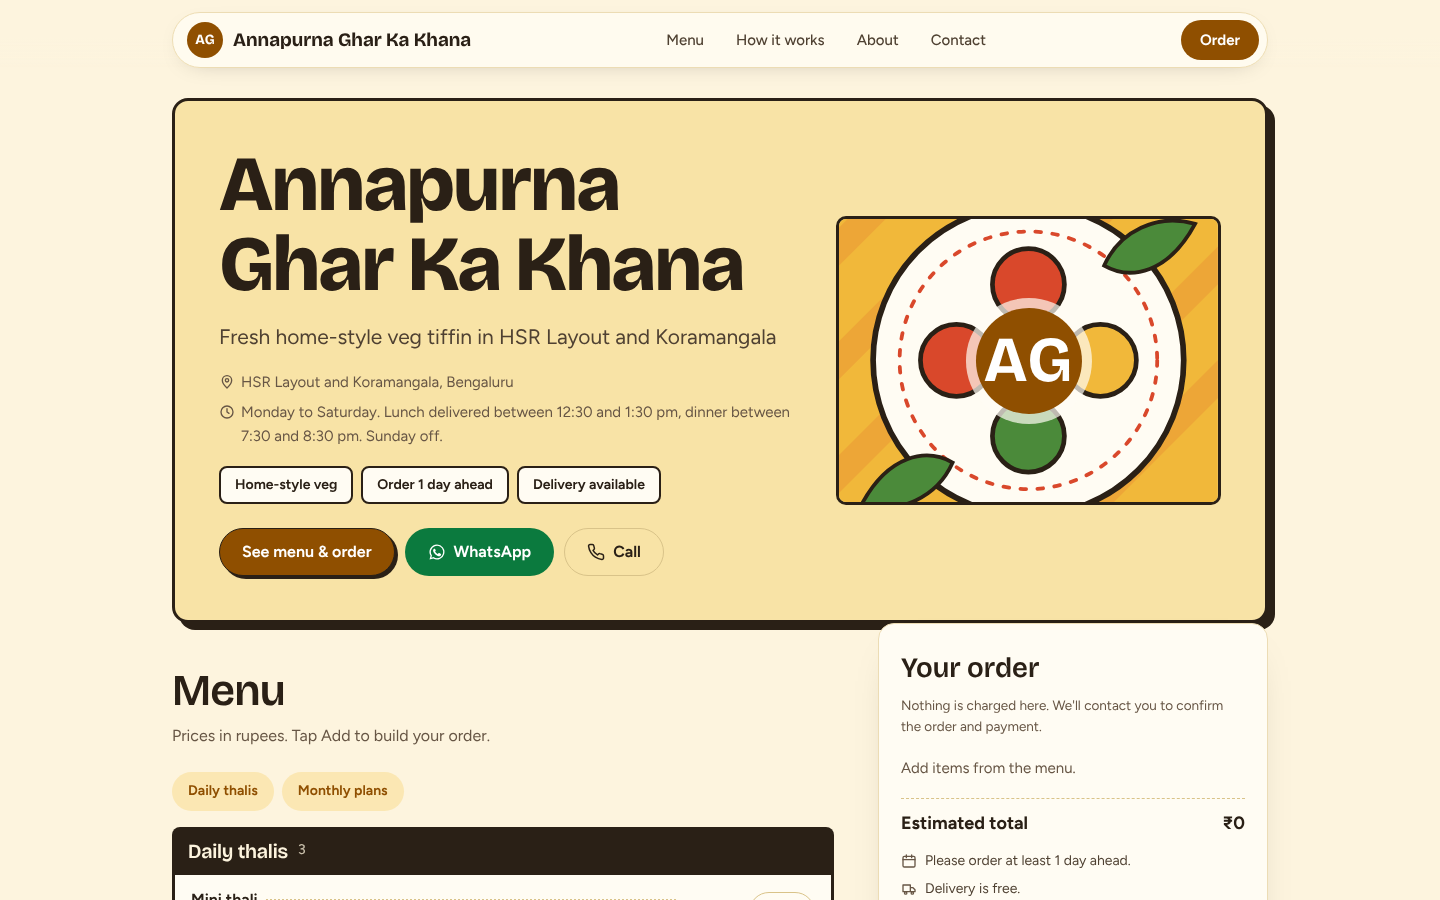 AG
Annapurna Ghar Ka Khana
Menu
How it works
About
Contact
Order
Annapurna
Ghar Ka Khana
Fresh home-style veg tiffin in HSR Layout and Koramangala
HSR Layout and Koramangala, Bengaluru
Monday to Saturday. Lunch delivered between 12:30 and 1:30 pm, dinner between
7:30 and 8:30 pm. Sunday off.
Home-style veg
Order 1 day ahead
Delivery available
See menu & order
WhatsApp
Call
AG
Menu
Prices in rupees. Tap Add to build your order.
Daily thalis
Monthly plans
Daily thalis 3
Mini thali
Your order
Nothing is charged here. We'll contact you to confirm
the order and payment.
Add items from the menu.
Estimated total ₹0
Please order at least 1 day ahead.
Delivery is free.